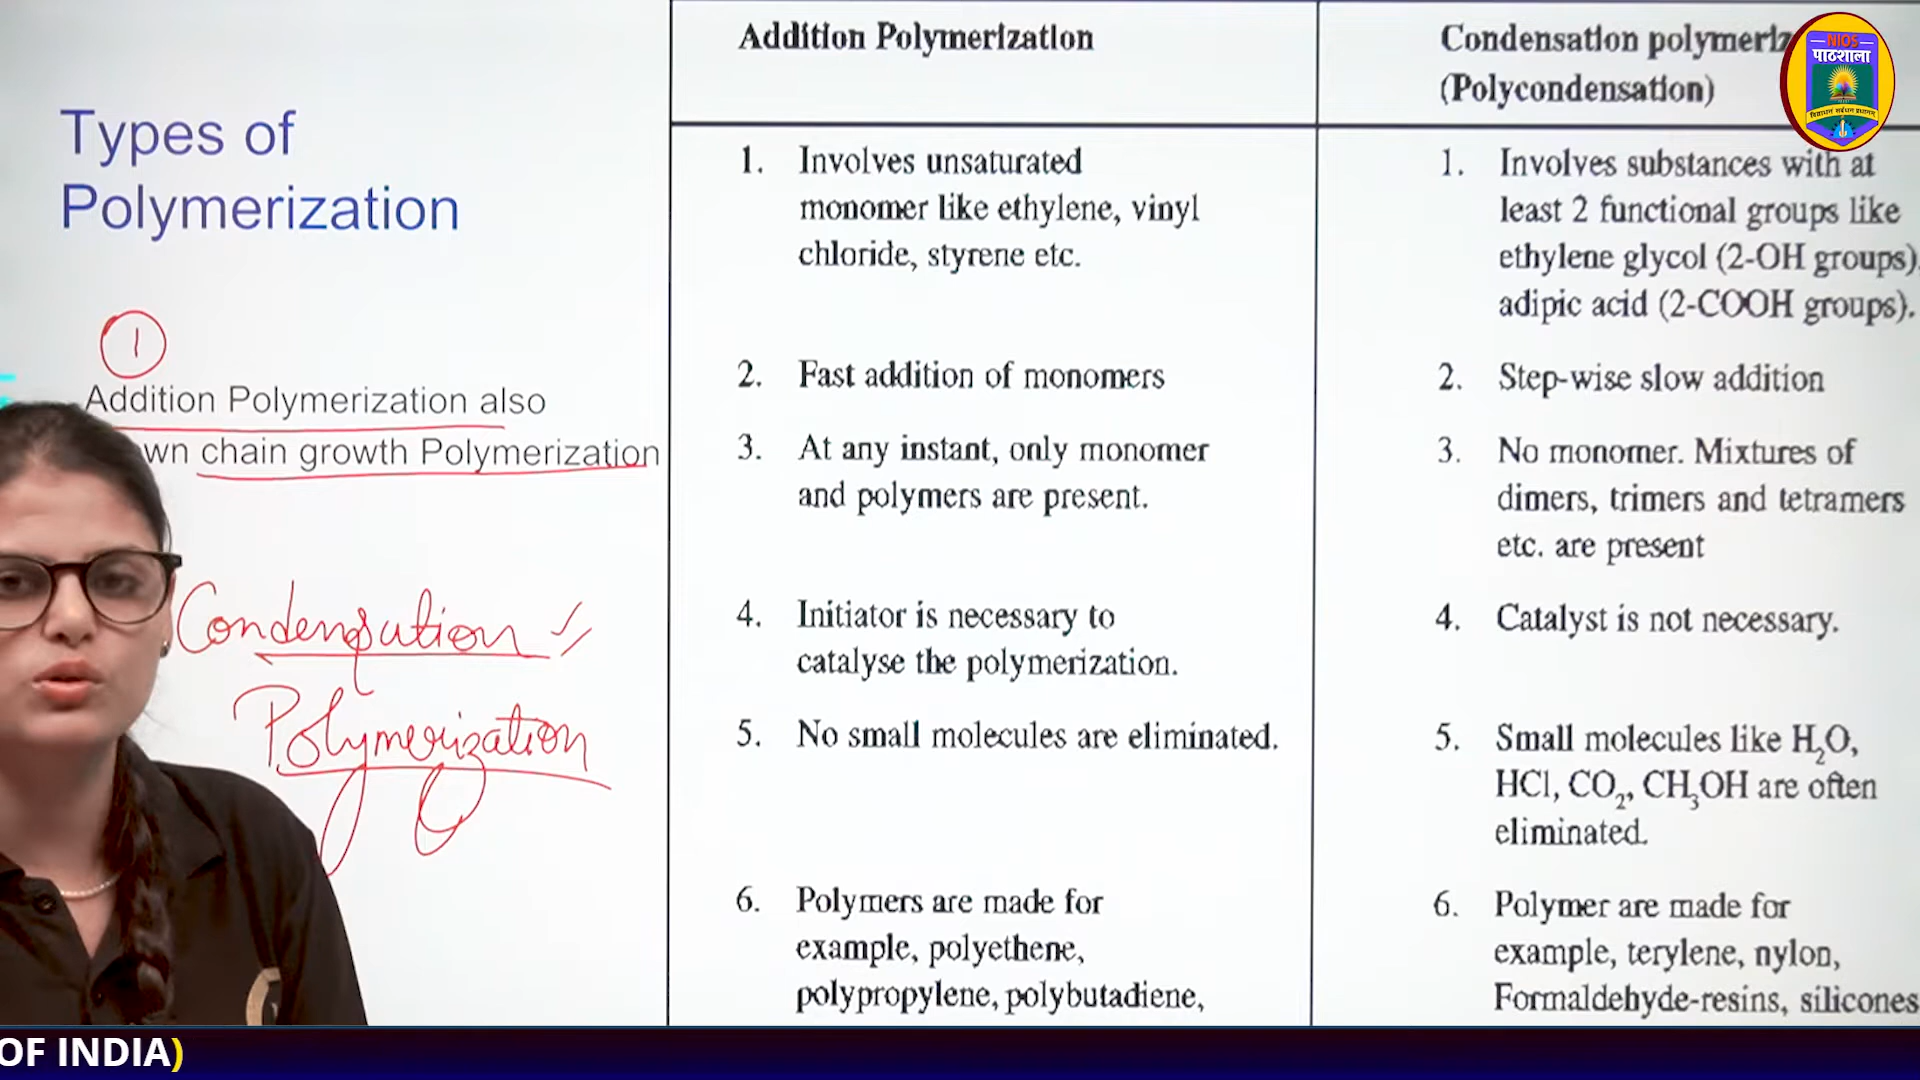 Types of
Polymerization
1
Addition Polymerization also
wn chain growth Polymerization
Condensation
Polymerization
Addition Polymerization
1. Involves unsaturated
monomer like ethylene, vinyl
chloride, styrene etc.
2. Fast addition of monomers
3. At any instant, only monomer
and polymers are present.
4. Initiator is necessary to
catalyse the polymerization.
5. No small molecules are eliminated.
6. Polymers are made for
example, polyethene,
polypropylene, polybutadiene,
Condensation polymeriz
(Polycondensation)
1. Involves substances with at
least 2 functional groups like
ethylene glycol (2-OH groups),
adipic acid (2-COOH groups).
2. Step-wise slow addition
3. No monomer. Mixtures of
dimers, trimers and tetramers
etc. are present
4. Catalyst is not necessary.
5. Small molecules like H₂O,
HCl, CO₂, CH₃OH are often
eliminated.
6. Polymer are made for
example, terylene, nylon,
Formaldehyde-resins, silicones
NIOS
पाठशाला
OF INDIA)